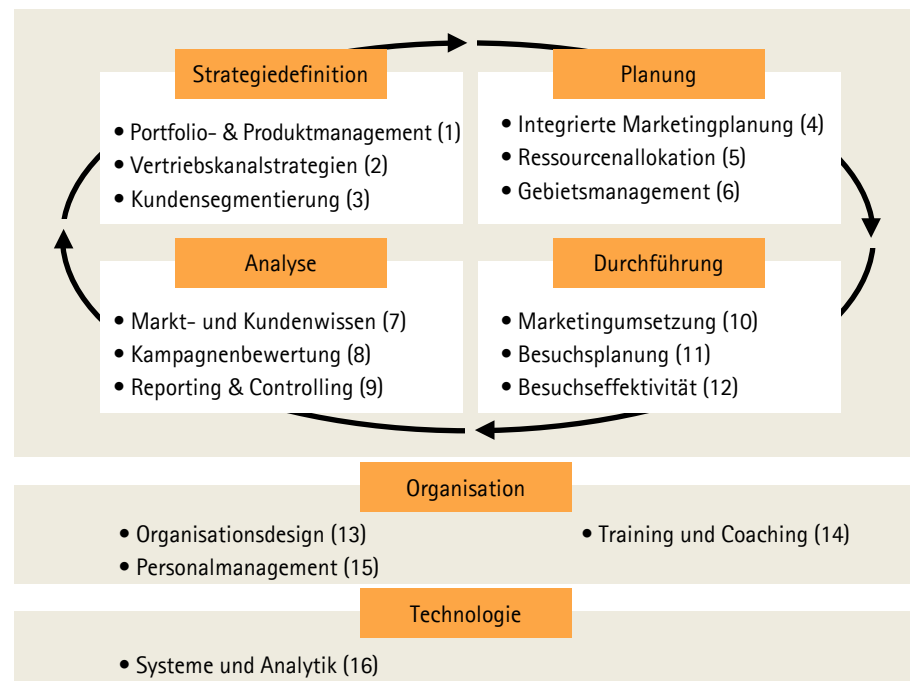 Strategiedefinition
• Portfolio- & Produktmanagement (1)
• Vertriebskanalstrategien (2)
• Kundensegmentierung (3)
Planung
• Integrierte Marketingplanung (4)
• Ressourcenallokation (5)
• Gebietsmanagement (6)
Analyse
• Markt- und Kundenwissen (7)
• Kampagnenbewertung (8)
• Reporting & Controlling (9)
Durchführung
• Marketingumsetzung (10)
• Besuchsplanung (11)
• Besuchseffektivität (12)
Organisation
• Organisationsdesign (13)
• Training und Coaching (14)
• Personalmanagement (15)
Technologie
• Systeme und Analytik (16)